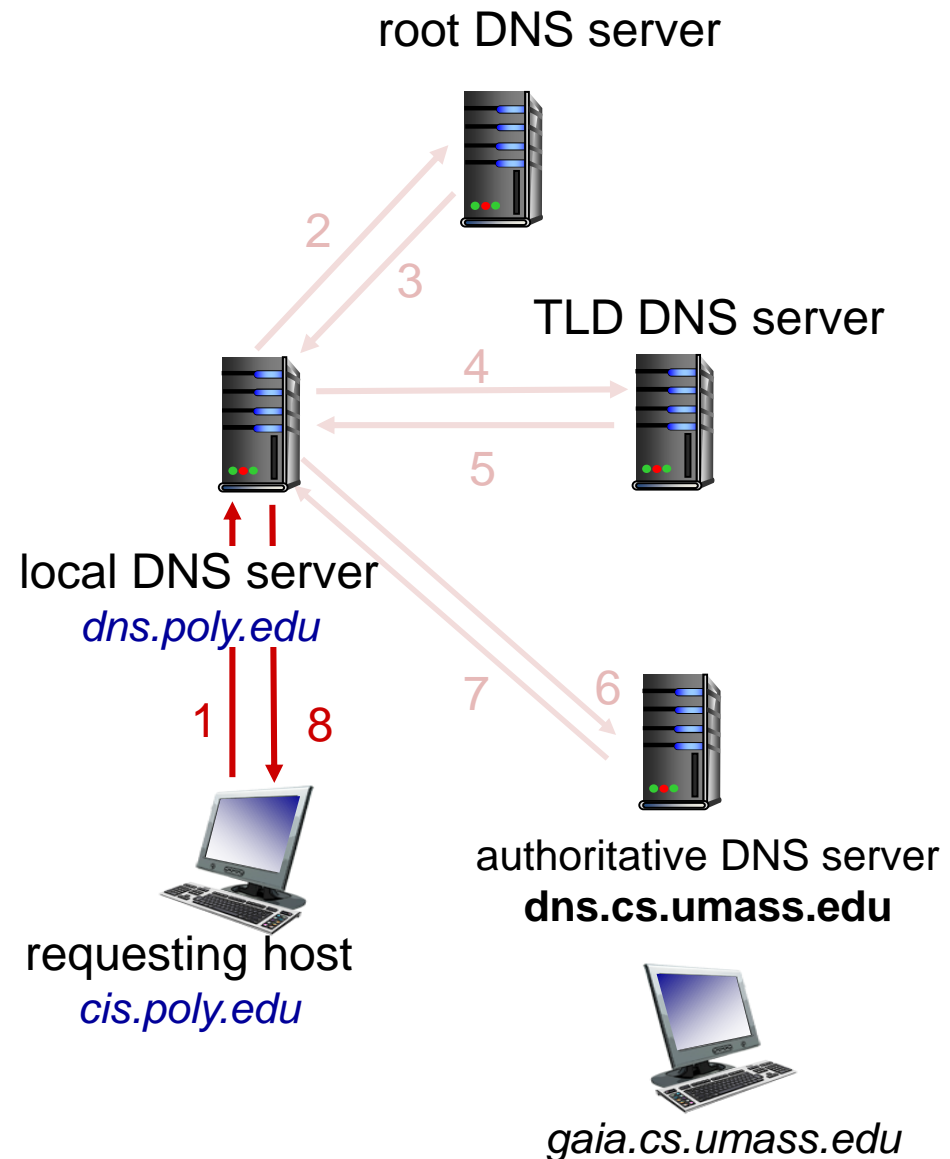 root DNS server
2
3
TLD DNS server
4
5
local DNS server
dns.poly.edu
7
6
1
8
authoritative DNS server
dns.cs.umass.edu
requesting host
cis.poly.edu
gaia.cs.umass.edu